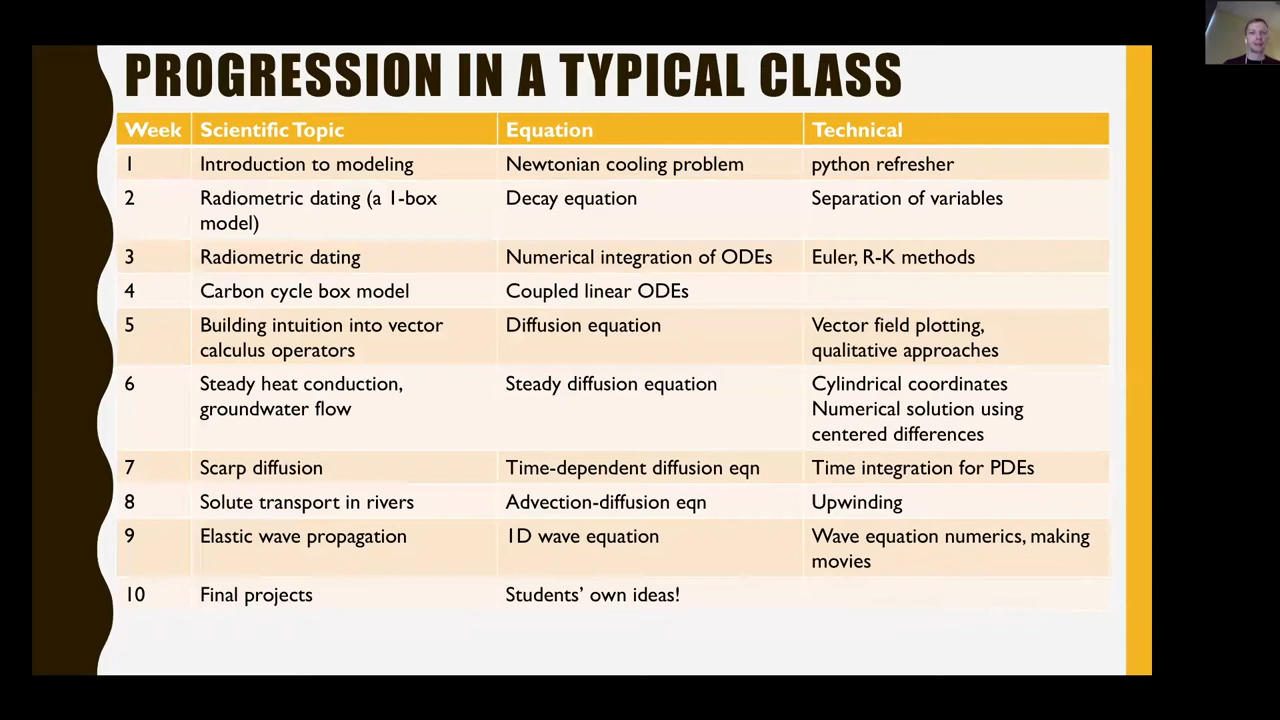 PROGRESSION IN A TYPICAL CLASS
Week Scientific Topic Equation Technical
1 Introduction to modeling Newtonian cooling problem python refresher
2 Radiometric dating (a 1-box Decay equation Separation of variables
model)
3 Radiometric dating Numerical integration of ODEs Euler, R-K methods
4 Carbon cycle box model Coupled linear ODEs
5 Building intuition into vector Diffusion equation Vector field plotting,
calculus operators qualitative approaches
6 Steady heat conduction, Steady diffusion equation Cylindrical coordinates
groundwater flow Numerical solution using
centered differences
7 Scarp diffusion Time-dependent diffusion eqn Time integration for PDEs
8 Solute transport in rivers Advection-diffusion eqn Upwinding
9 Elastic wave propagation 1D wave equation Wave equation numerics, making
movies
10 Final projects Students’ own ideas!